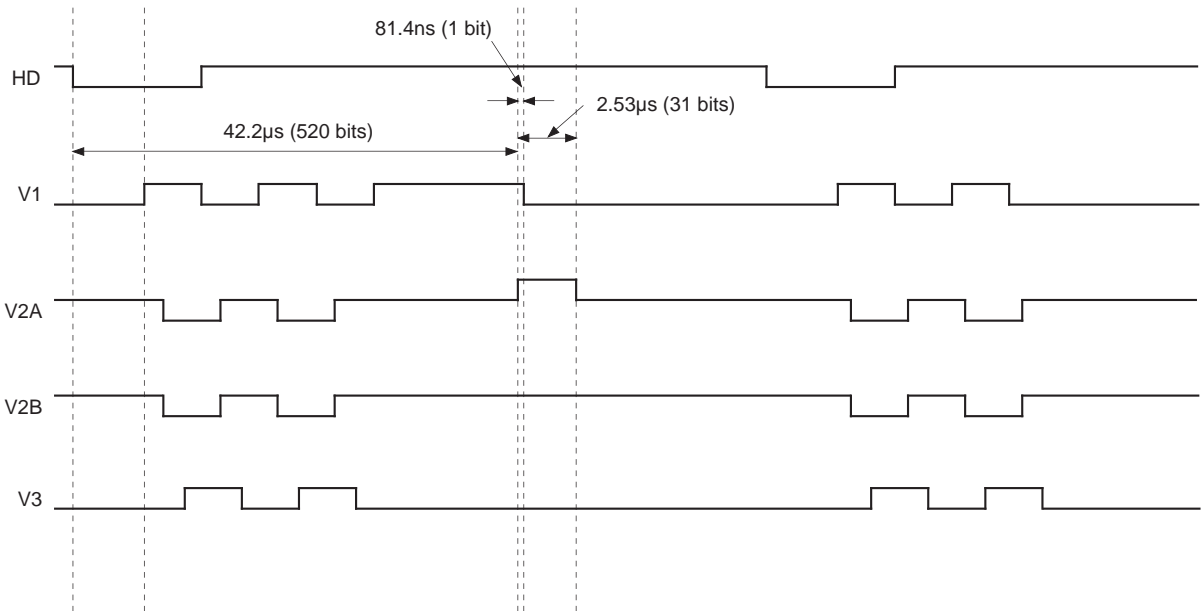 81.4ns (1 bit)
HD
2.53µs (31 bits)
42.2µs (520 bits)
V1
V2A
V2B
V3